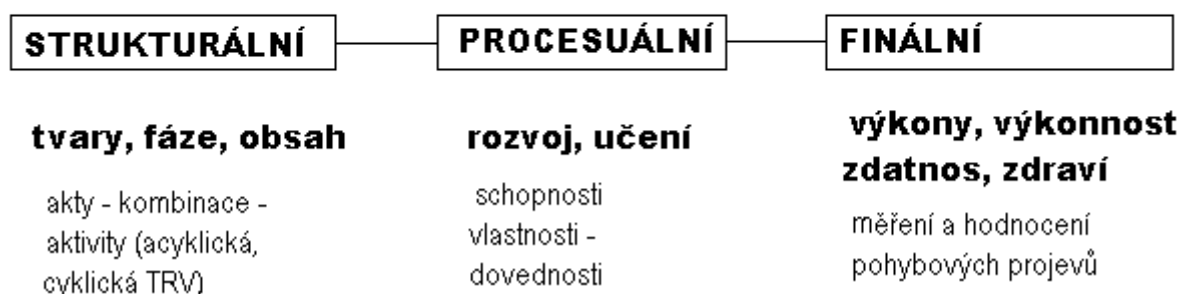 STRUKTURÁLNÍ
tvary, fáze, obsah
akty - kombinace -
aktivity (acyklická,
cyklická TRV)
PROCESUÁLNÍ
rozvoj, učení
schopnosti
vlastnosti -
dovednosti
FINÁLNÍ
výkony, výkonnost
zdatnos, zdraví
měření a hodnocení
pohybových projevů